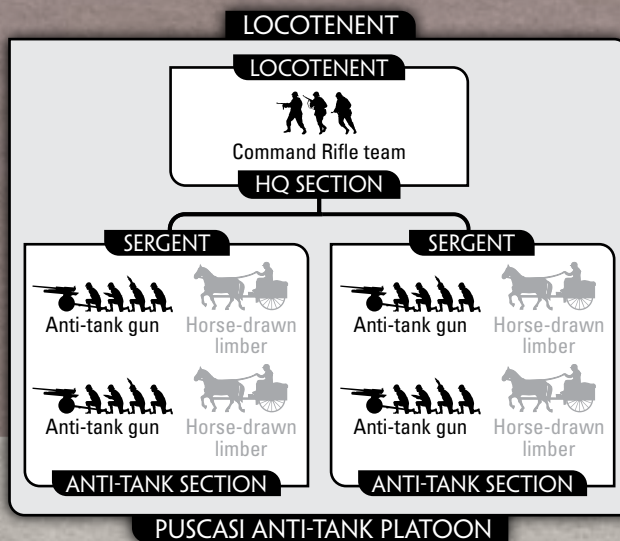 LOCOTENENT
LOCOTENENT
Command Rifle team
HQ SECTION
SERGENT
Anti-tank gun
Horse-drawn
limber
Anti-tank gun
Horse-drawn
limber
ANTI-TANK SECTION
SERGENT
Anti-tank gun
Horse-drawn
limber
Anti-tank gun
Horse-drawn
limber
ANTI-TANK SECTION
PUSCASI ANTI-TANK PLATOON